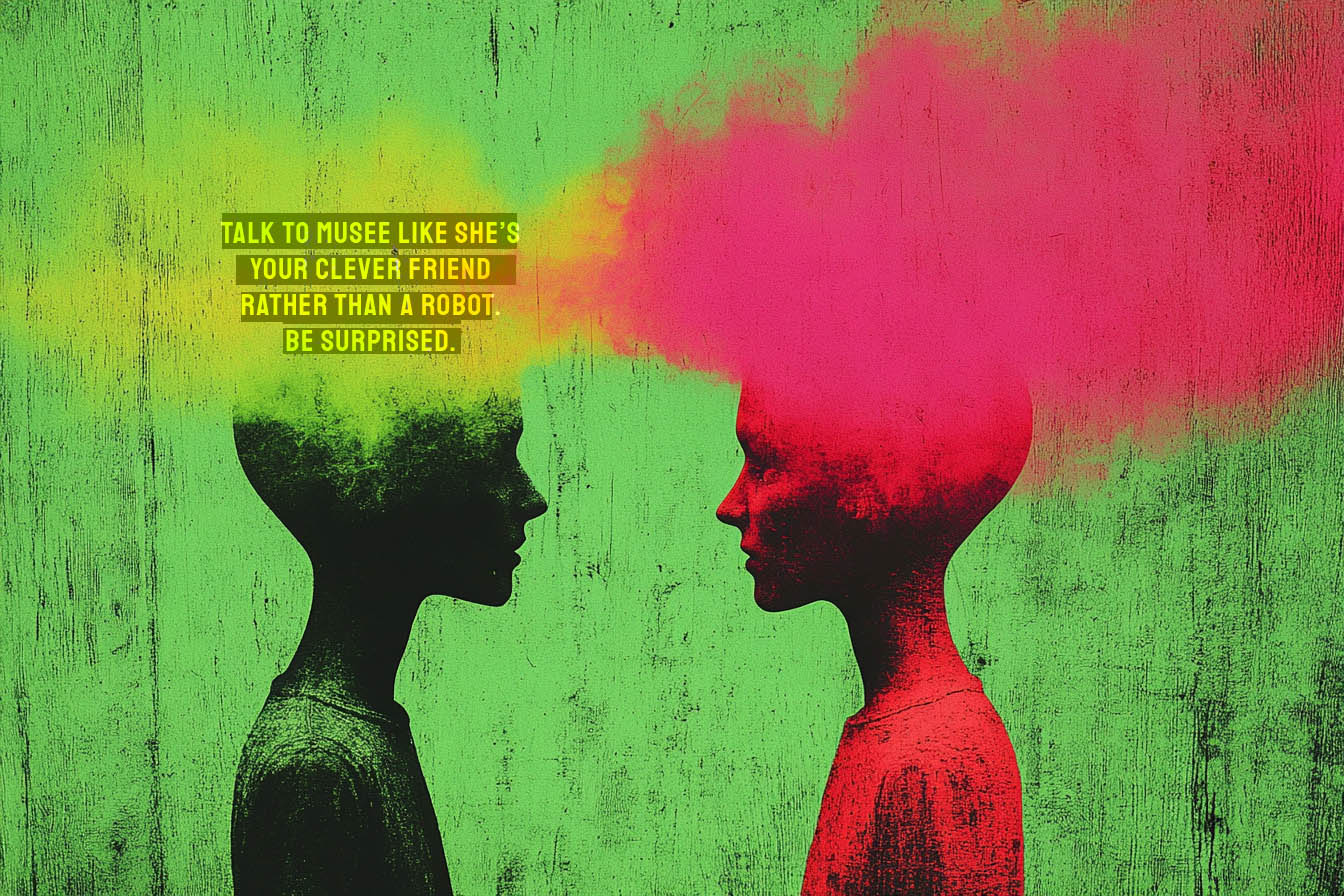 TALK TO MUSEE LIKE SHE'S
YOUR CLEVER FRIEND
RATHER THAN A ROBOT.
BE SURPRISED.